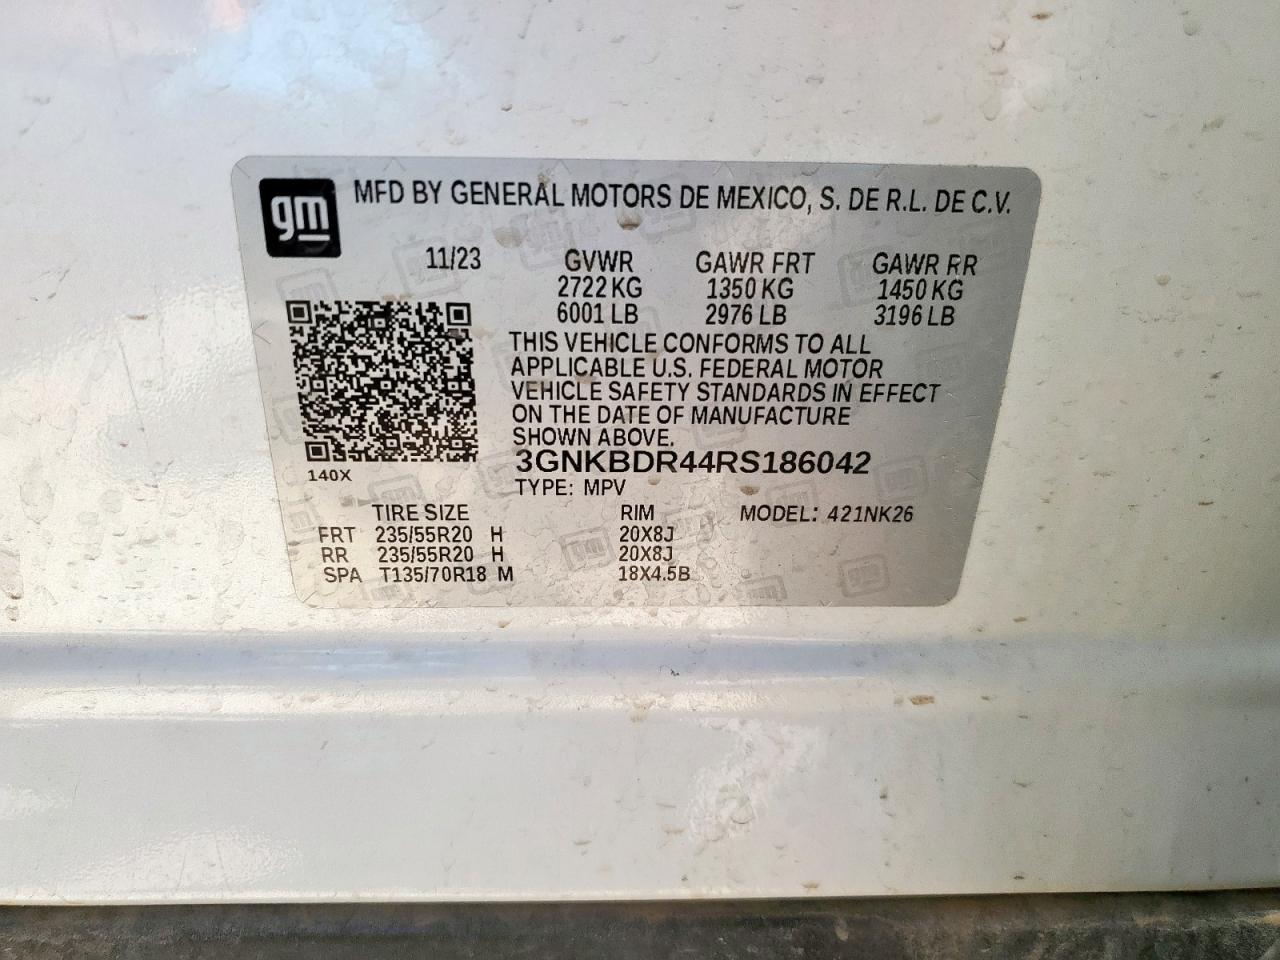 gm
MFD BY GENERAL MOTORS DE MEXICO, S. DE R.L. DE C.V.
11/23 GVWR GAWR FRT GAWR RR
2722 KG 1350 KG 1450 KG
6001 LB 2976 LB 3196 LB
THIS VEHICLE CONFORMS TO ALL
APPLICABLE U.S. FEDERAL MOTOR
VEHICLE SAFETY STANDARDS IN EFFECT
ON THE DATE OF MANUFACTURE
SHOWN ABOVE.
3GNKBDR44RS186042
140X
TYPE: MPV
TIRE SIZE RIM MODEL: 421NK26
FRT 235/55R20 H 20X8J
RR 235/55R20 H 20X8J
SPA T135/70R18 M 18X4.5B